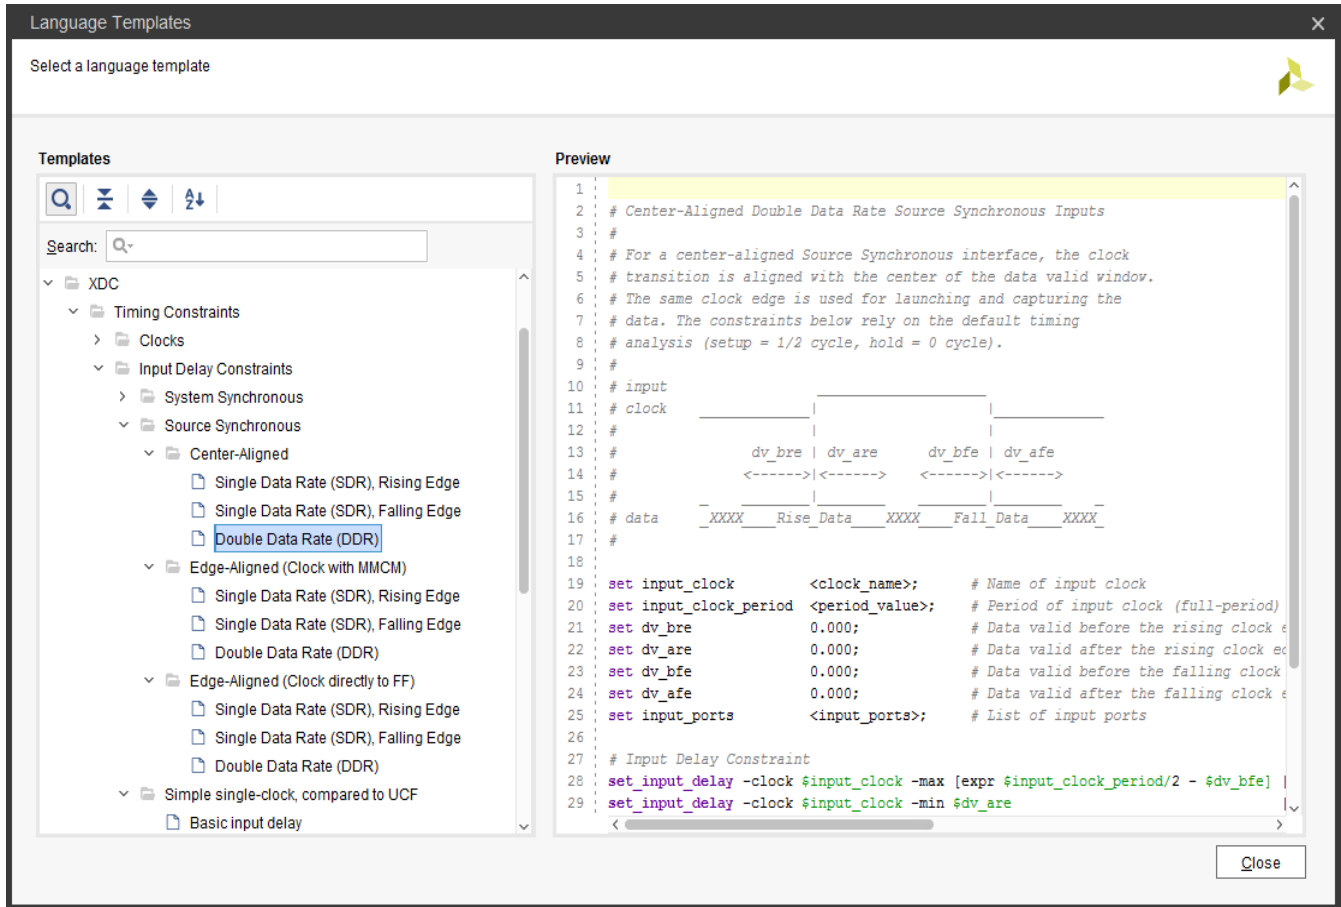 Language Templates
Select a language template
Templates
Search:
XDC
Timing Constraints
Clocks
Input Delay Constraints
System Synchronous
Source Synchronous
Center-Aligned
Single Data Rate (SDR), Rising Edge
Single Data Rate (SDR), Falling Edge
Double Data Rate (DDR)
Edge-Aligned (Clock with MMCM)
Single Data Rate (SDR), Rising Edge
Single Data Rate (SDR), Falling Edge
Double Data Rate (DDR)
Edge-Aligned (Clock directly to FF)
Single Data Rate (SDR), Rising Edge
Single Data Rate (SDR), Falling Edge
Double Data Rate (DDR)
Simple single-clock, compared to UCF
Basic input delay
Preview
1
2 # Center-Aligned Double Data Rate Source Synchronous Inputs
3 #
4 # For a center-aligned Source Synchronous interface, the clock
5 # transition is aligned with the center of the data valid window.
6 # The same clock edge is used for launching and capturing the
7 # data. The constraints below rely on the default timing
8 # analysis (setup = 1/2 cycle, hold = 0 cycle).
9 #
10 # input                    ____________________
11 # clock    _____________|                    |_____________
12 #                       |                    |
13 #                dv_bre | dv_are      dv_bfe | dv_afe
14 #               <------>|<------>    <------>|<------>
15 #          _    ________|________    ________|________    _
16 # data     _XXXX____Rise_Data____XXXX____Fall_Data____XXXX_
17 #
18
19 set input_clock         <clock_name>;      # Name of input clock
20 set input_clock_period  <period_value>;    # Period of input clock (full-period)
21 set dv_bre              0.000;             # Data valid before the rising clock e
22 set dv_are              0.000;             # Data valid after the rising clock ed
23 set dv_bfe              0.000;             # Data valid before the falling clock
24 set dv_afe              0.000;             # Data valid after the falling clock e
25 set input_ports         <input_ports>;     # List of input ports
26
27 # Input Delay Constraint
28 set_input_delay -clock $input_clock -max [expr $input_clock_period/2 - $dv_bfe] [
29 set_input_delay -clock $input_clock -min $dv_are
Close